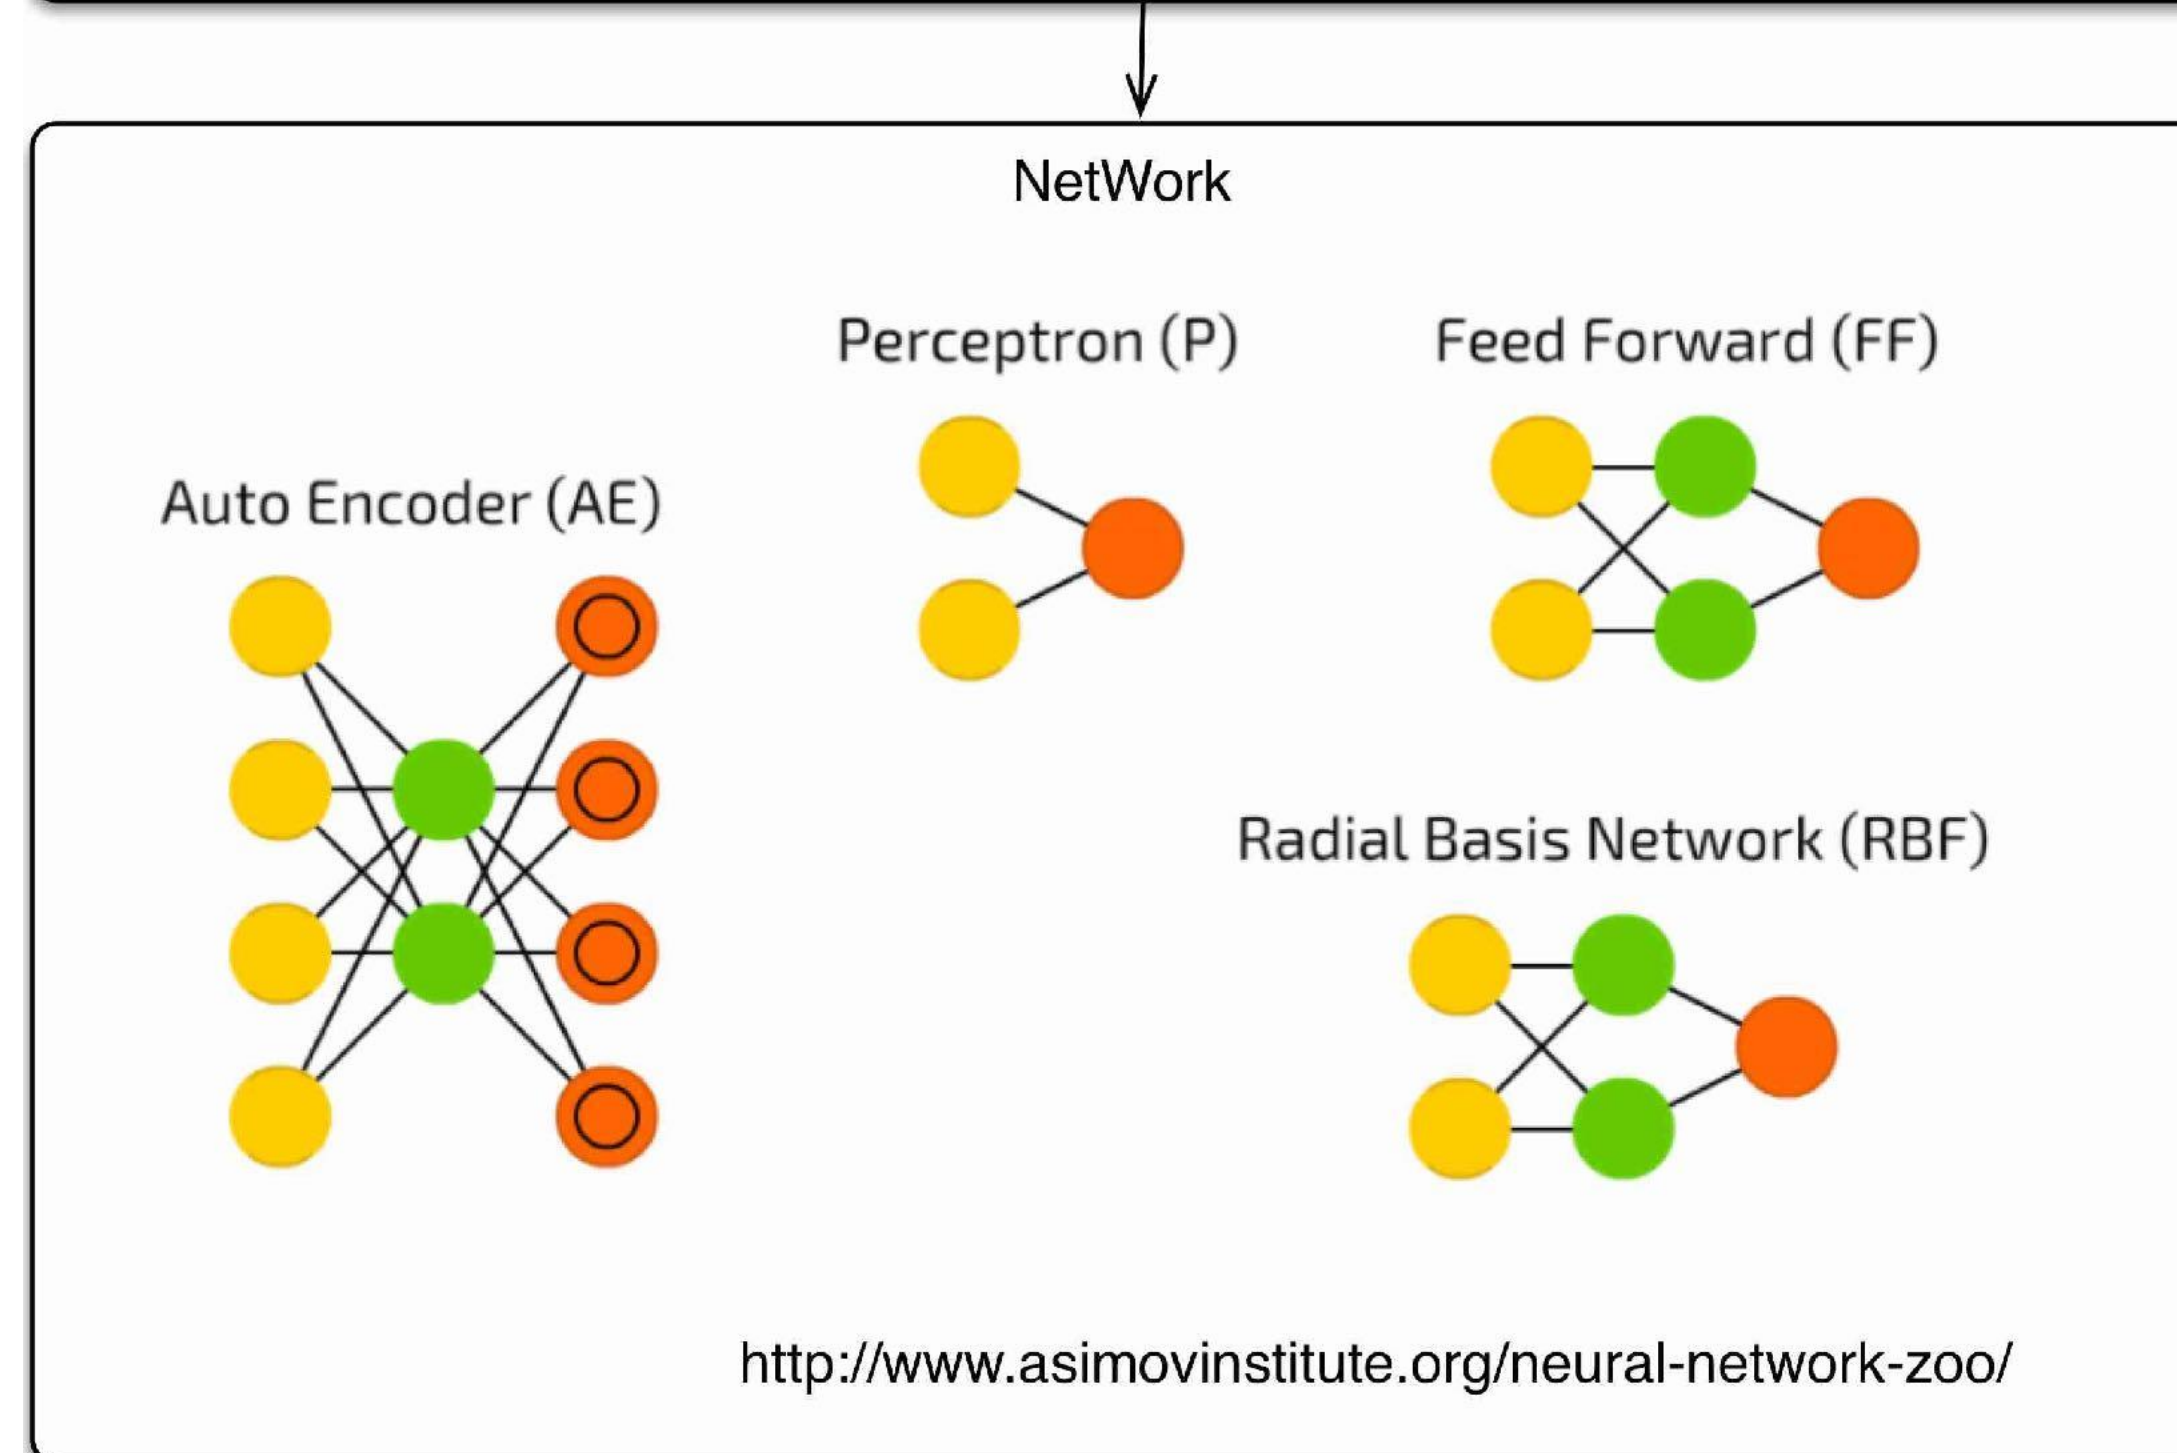 NetWork
Perceptron (P)
Feed Forward (FF)
Auto Encoder (AE)
Radial Basis Network (RBF)
http://www.asimovinstitute.org/neural-network-zoo/